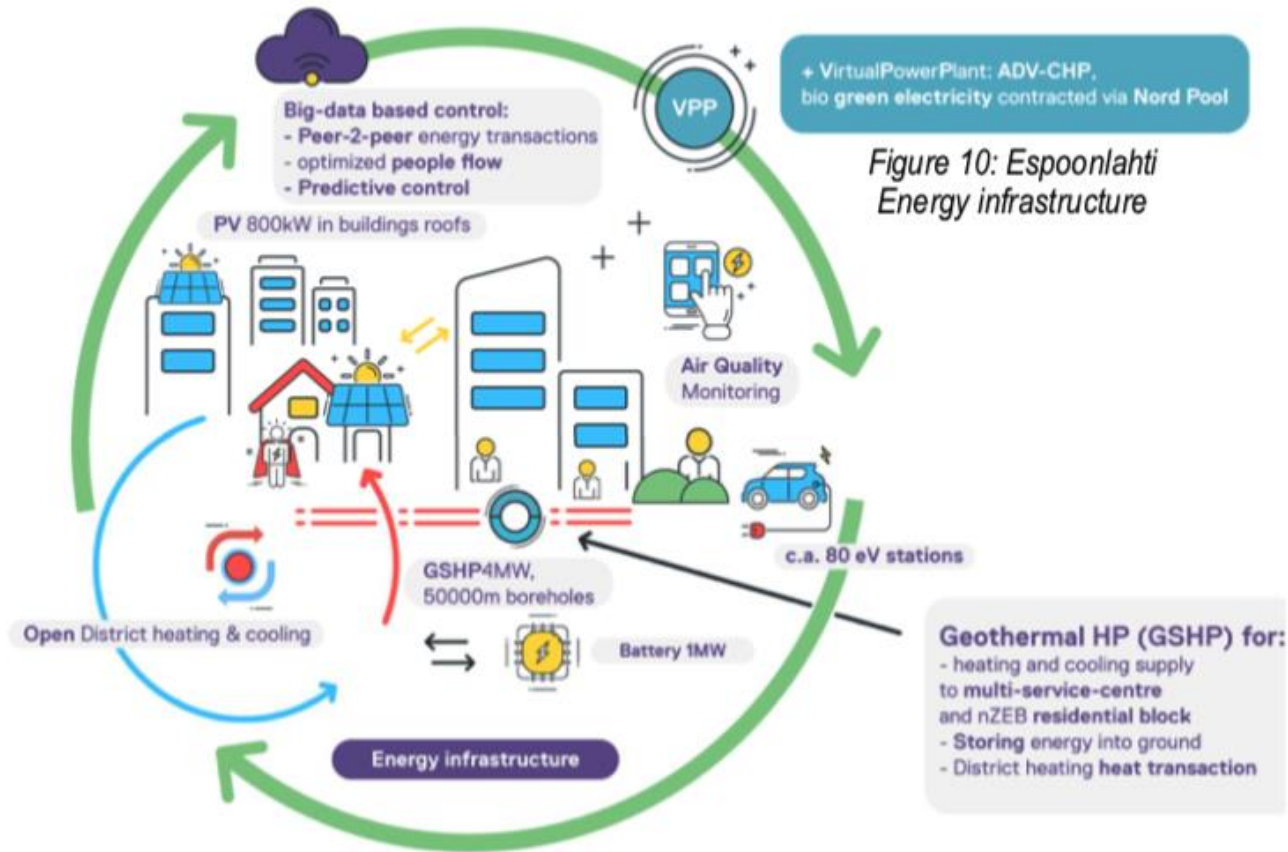 Big-data based control:
- Peer-2-peer energy transactions
- optimized people flow
- Predictive control
VPP
+ VirtualPowerPlant: ADV-CHP,
bio green electricity contracted via Nord Pool
Figure 10: Espoonlahti
Energy infrastructure
PV 800kW in buildings roofs
Air Quality
Monitoring
c.a. 80 eV stations
GSHP4MW,
50000m boreholes
Open District heating & cooling
Battery 1MW
Energy infrastructure
Geothermal HP (GSHP) for:
- heating and cooling supply
to multi-service-centre
and nZEB residential block
- Storing energy into ground
- District heating heat transaction